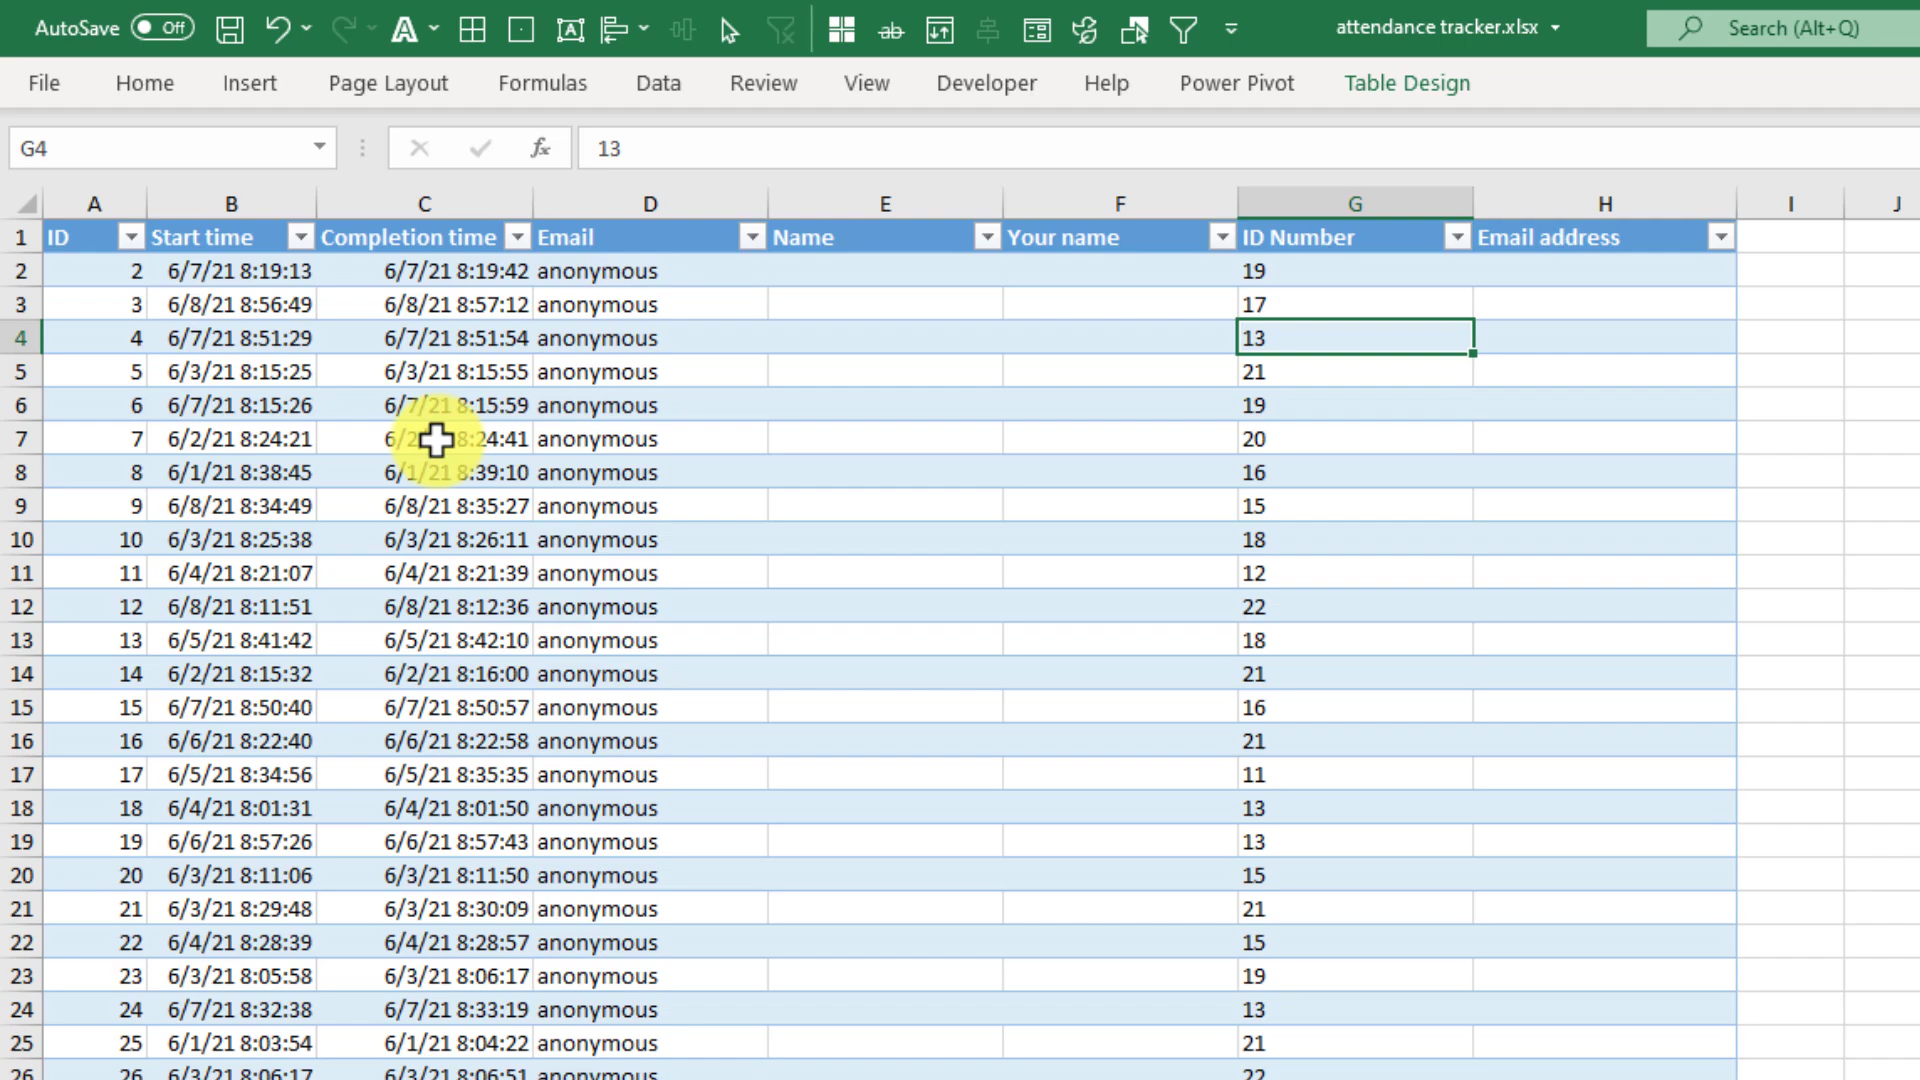 AutoSave Off A A ab attendance tracker.xlsx Search (Alt+Q)
File Home Insert Page Layout Formulas Data Review View Developer Help Power Pivot Table Design
G4 fx 13
A B C D E F G H I J
1 ID Start time Completion time Email Name Your name ID Number Email address
2 2 6/7/21 8:19:13 6/7/21 8:19:42 anonymous 19
3 3 6/8/21 8:56:49 6/8/21 8:57:12 anonymous 17
4 4 6/7/21 8:51:29 6/7/21 8:51:54 anonymous 13
5 5 6/3/21 8:15:25 6/3/21 8:15:55 anonymous 21
6 6 6/7/21 8:15:26 6/7/21 8:15:59 anonymous 19
7 7 6/2/21 8:24:21 8:24:41 anonymous 20
8 8 6/1/21 8:38:45 6/1/21 8:39:10 anonymous 16
9 9 6/8/21 8:34:49 6/8/21 8:35:27 anonymous 15
10 10 6/3/21 8:25:38 6/3/21 8:26:11 anonymous 18
11 11 6/4/21 8:21:07 6/4/21 8:21:39 anonymous 12
12 12 6/8/21 8:11:51 6/8/21 8:12:36 anonymous 22
13 13 6/5/21 8:41:42 6/5/21 8:42:10 anonymous 18
14 14 6/2/21 8:15:32 6/2/21 8:16:00 anonymous 21
15 15 6/7/21 8:50:40 6/7/21 8:50:57 anonymous 16
16 16 6/6/21 8:22:40 6/6/21 8:22:58 anonymous 21
17 17 6/5/21 8:34:56 6/5/21 8:35:35 anonymous 11
18 18 6/4/21 8:01:31 6/4/21 8:01:50 anonymous 13
19 19 6/6/21 8:57:26 6/6/21 8:57:43 anonymous 13
20 20 6/3/21 8:11:06 6/3/21 8:11:50 anonymous 15
21 21 6/3/21 8:29:48 6/3/21 8:30:09 anonymous 21
22 22 6/4/21 8:28:39 6/4/21 8:28:57 anonymous 15
23 23 6/3/21 8:05:58 6/3/21 8:06:17 anonymous 19
24 24 6/7/21 8:32:38 6/7/21 8:33:19 anonymous 13
25 25 6/1/21 8:03:54 6/1/21 8:04:22 anonymous 21
26 26 6/3/21 8:06:17 6/3/21 8:06:51 anonymous 22